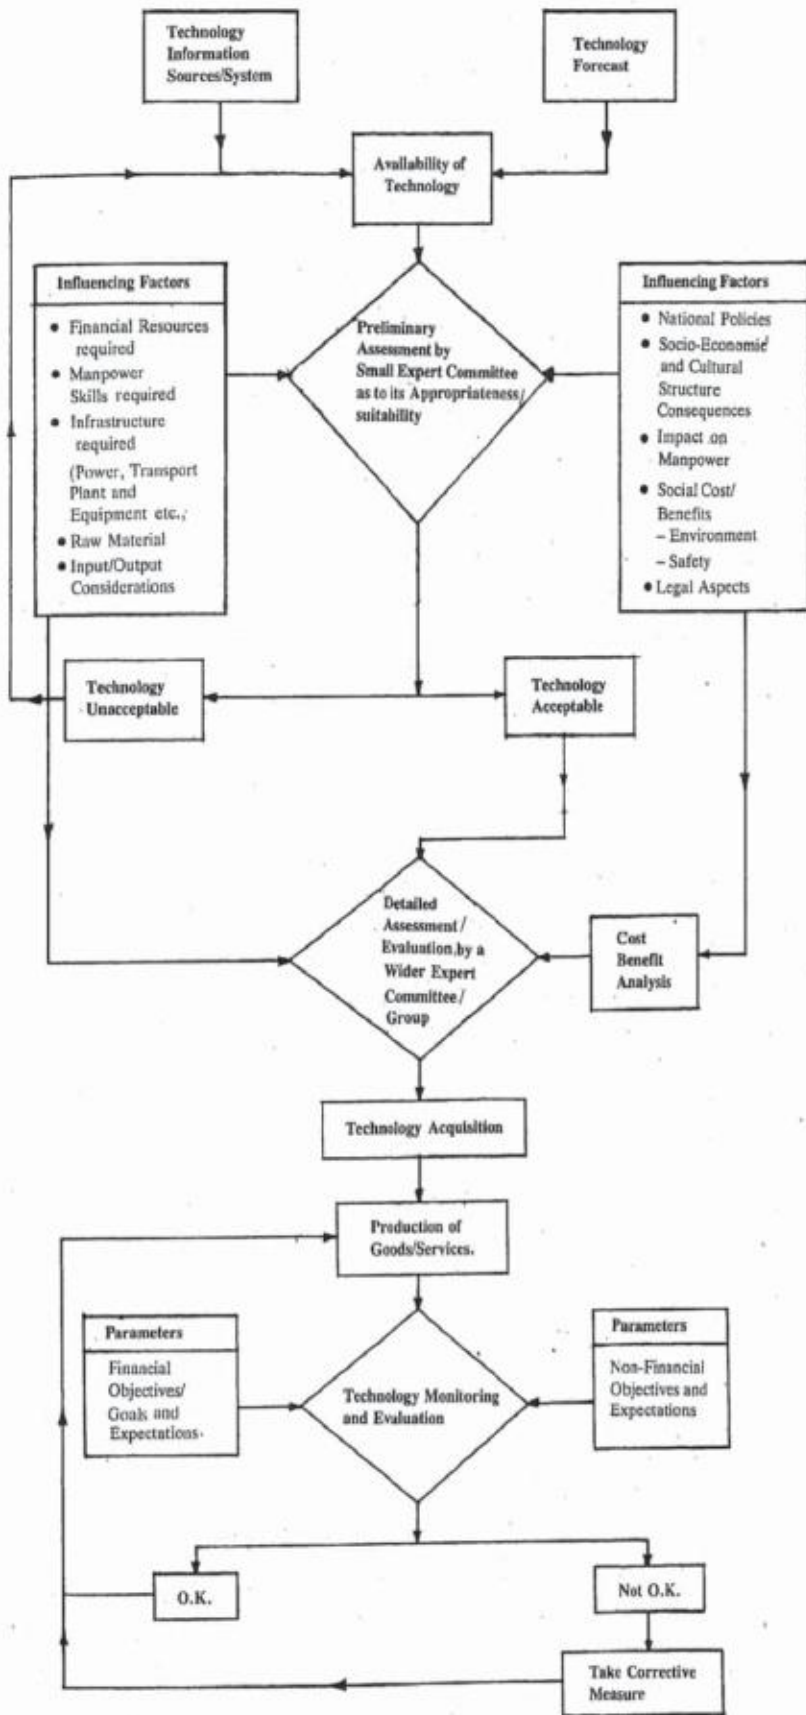 Technology
Information
Sources/System
Technology
Forecast
Availability of
Technology
Influencing Factors
● Financial Resources
required
● Manpower
Skills required
● Infrastructure
required
(Power, Transport
Plant and
Equipment etc.,
● Raw Material
● Input/Output
Considerations
Preliminary
Assessment by
Small Expert Committee
as to its Appropriateness/
suitability
Influencing Factors
● National Policies
● Socio-Economic
and Cultural
Structure
Consequences
● Impact on
Manpower
● Social Cost/
Benefits
– Environment
– Safety
● Legal Aspects
Technology
Unacceptable
Technology
Acceptable
Detailed
Assessment/
Evaluation by a
Wider Expert
Committee/
Group
Cost
Benefit
Analysis
Technology Acquisition
Production of
Goods/Services.
Parameters
Financial
Objectives/
Goals and
Expectations.
Technology Monitoring
and Evaluation
Parameters
Non-Financial
Objectives and
Expectations
O.K.
Not O.K.
Take Corrective
Measure